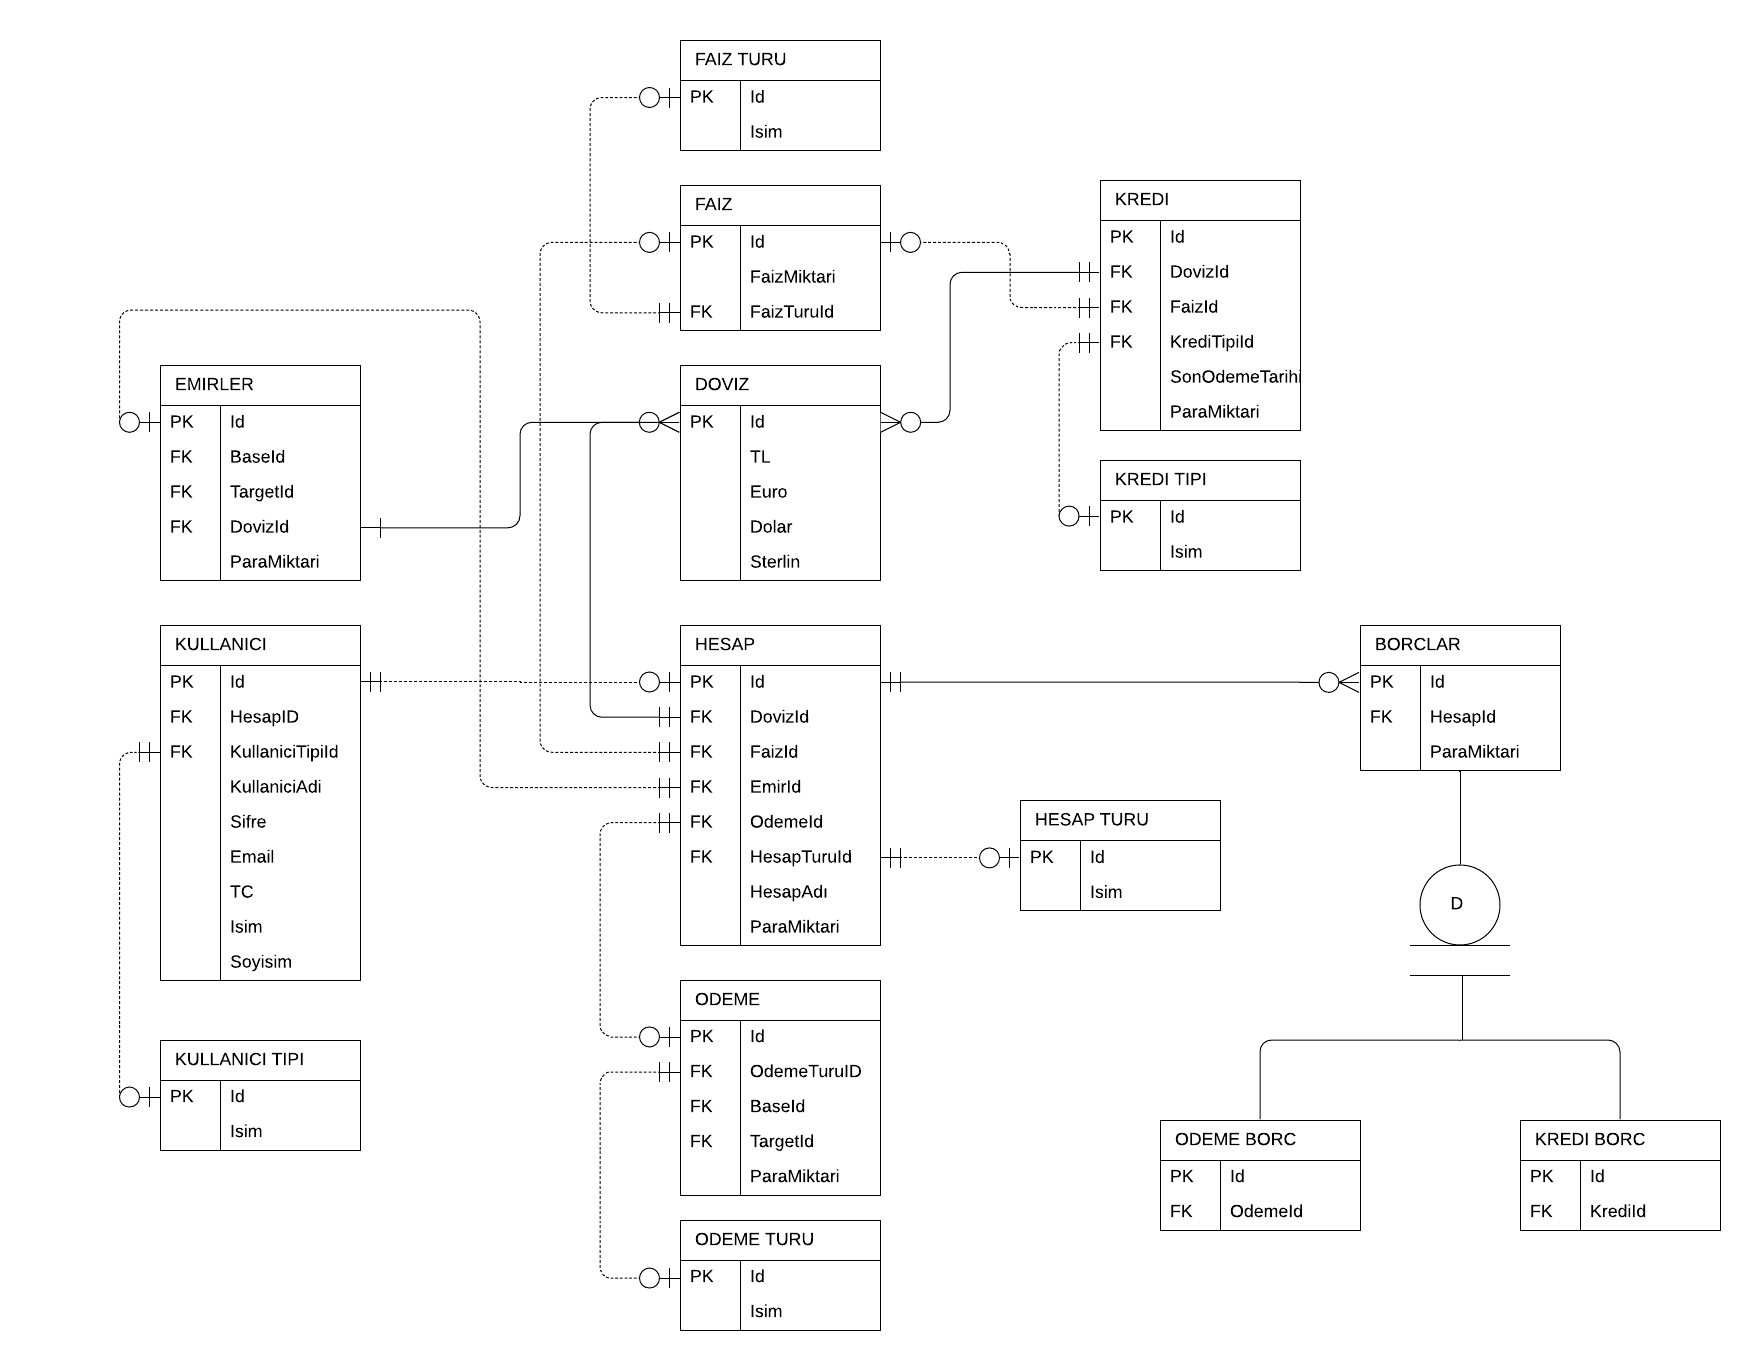 FAIZ TURU
PK Id
Isim
FAIZ
PK Id
FaizMiktari
FK FaizTuruId
KREDI
PK Id
FK DovizId
FK FaizId
FK KrediTipiId
SonOdemeTarihi
ParaMiktari
EMIRLER
PK Id
FK BaseId
FK TargetId
FK DovizId
ParaMiktari
DOVIZ
PK Id
TL
Euro
Dolar
Sterlin
KREDI TIPI
PK Id
Isim
KULLANICI
PK Id
FK HesapID
FK KullaniciTipiId
KullaniciAdi
Sifre
Email
TC
Isim
Soyisim
HESAP
PK Id
FK DovizId
FK FaizId
FK EmirId
FK OdemeId
FK HesapTuruId
HesapAdı
ParaMiktari
BORCLAR
PK Id
FK HesapId
ParaMiktari
HESAP TURU
PK Id
Isim
D
KULLANICI TIPI
PK Id
Isim
ODEME
PK Id
FK OdemeTuruID
FK BaseId
FK TargetId
ParaMiktari
ODEME BORC
PK Id
FK OdemeId
KREDI BORC
PK Id
FK KrediId
ODEME TURU
PK Id
Isim